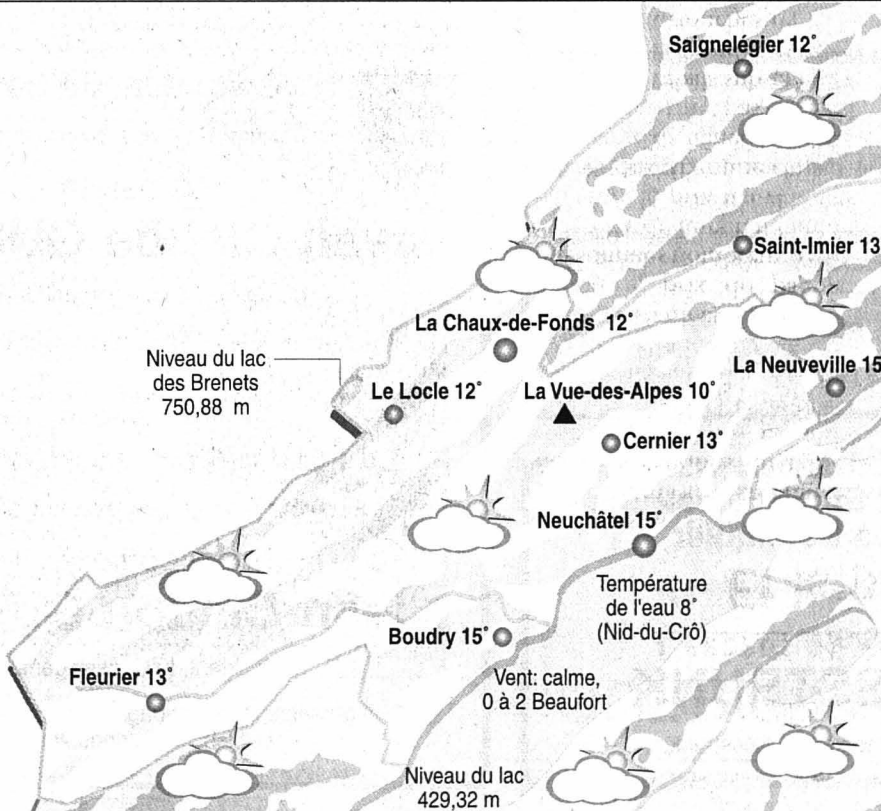 Saignelégier 12°
Saint-Imier 13
La Chaux-de-Fonds 12°
Niveau du lac
des Brenets
750,88 m
La Neuveville 15
Le Locle 12°
La Vue-des-Alpes 10°
Cernier 13°
Neuchâtel 15°
Température
de l'eau 8°
(Nid-du-Crô)
Boudry 15°
Fleurier 13°
Vent: calme,
0 à 2 Beaufort
Niveau du lac
429,32 m